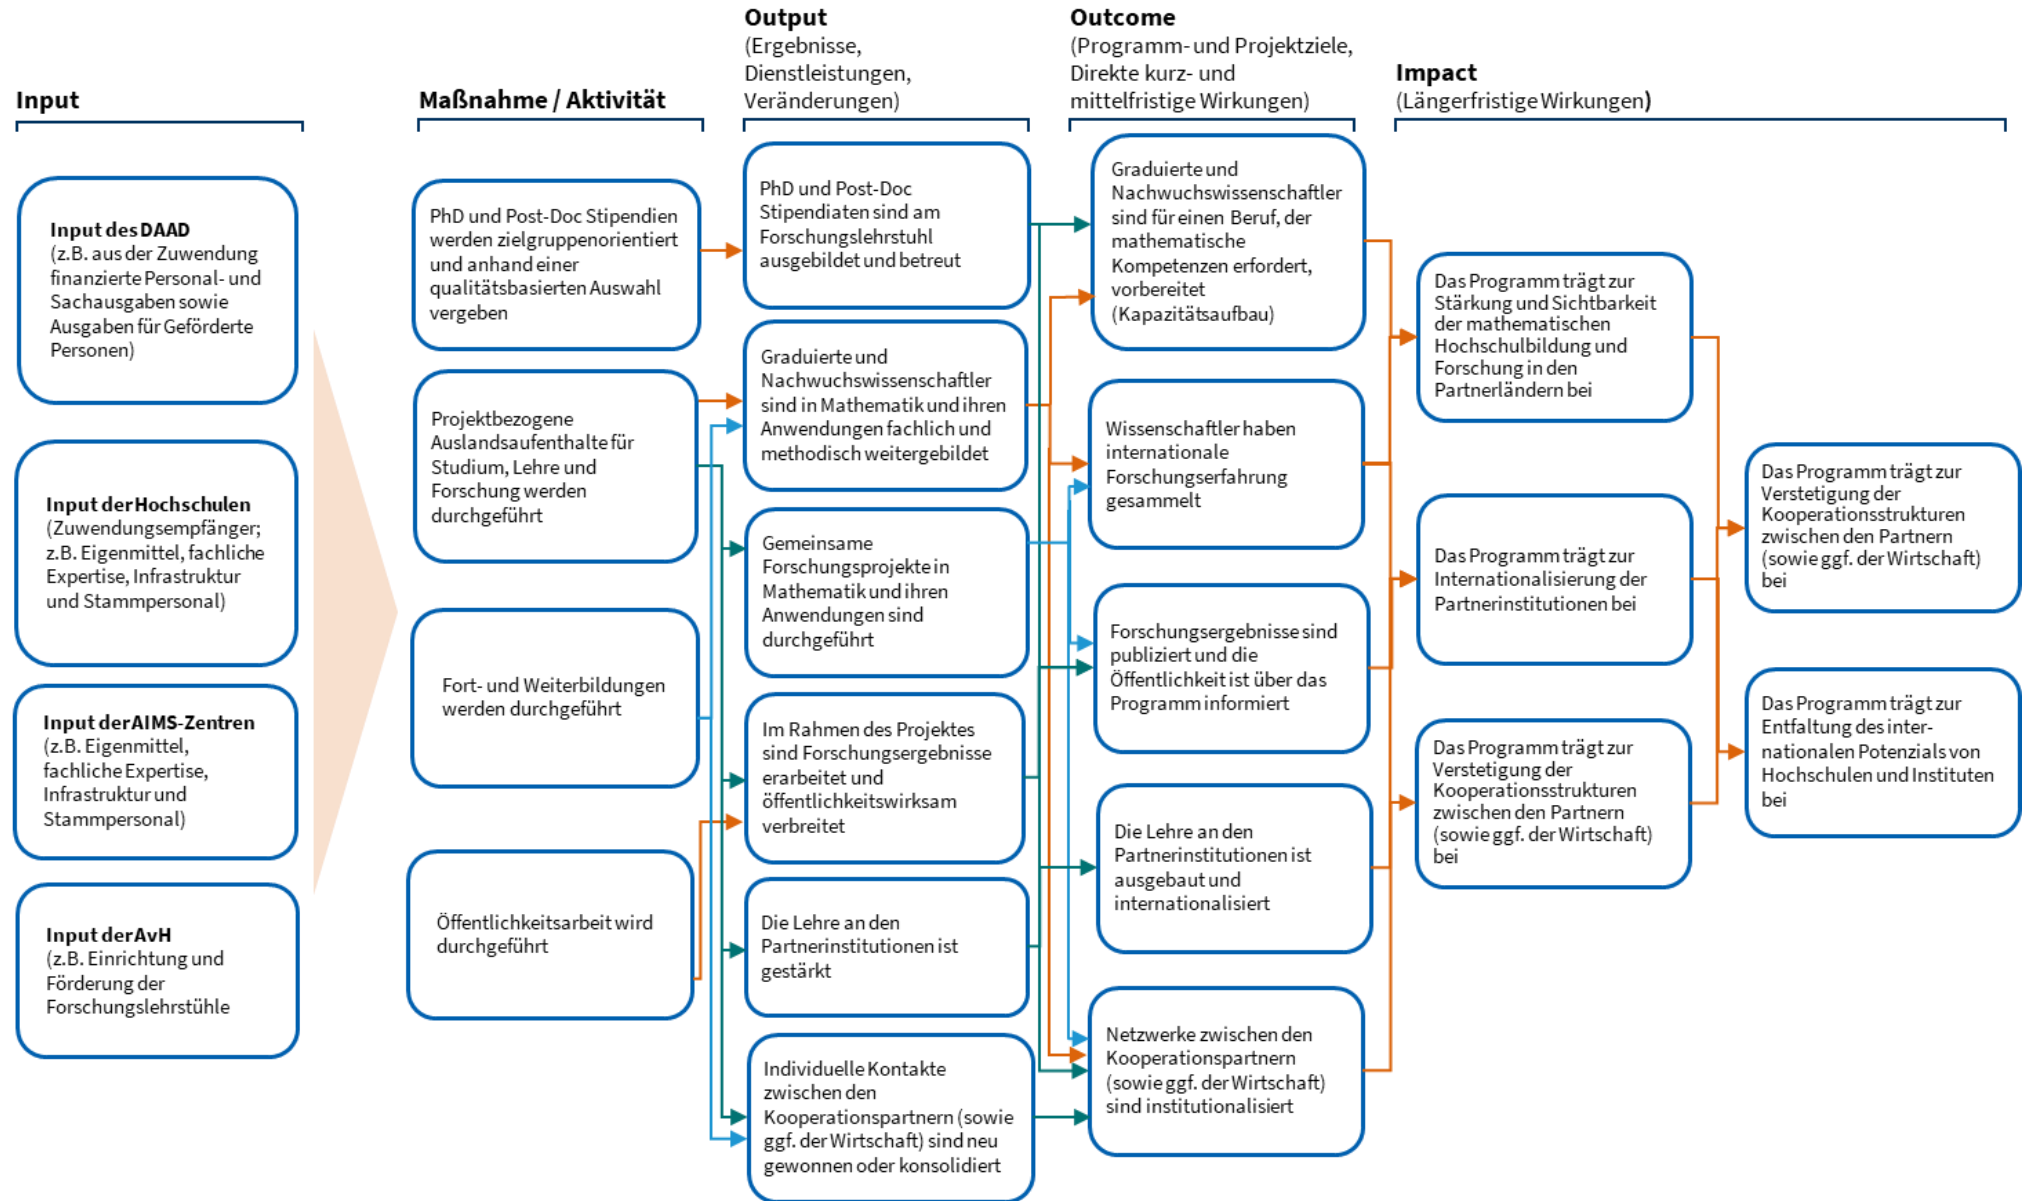 Input
Maßnahme / Aktivität
Output
(Ergebnisse,
Dienstleistungen,
Veränderungen)
Outcome
(Programm- und Projektziele,
Direkte kurz- und
mittelfristige Wirkungen)
Impact
(Längerfristige Wirkungen)
Input des DAAD
(z.B. aus der Zuwendung
finanzierte Personal- und
Sachausgaben sowie
Ausgaben für Geförderte
Personen)
Input der Hochschulen
(Zuwendungsempfänger;
z.B. Eigenmittel, fachliche
Expertise, Infrastruktur
und Stammpersonal)
Input der AIMS-Zentren
(z.B. Eigenmittel,
fachliche Expertise,
Infrastruktur und
Stammpersonal)
Input der AvH
(z.B. Einrichtung und
Förderung der
Forschungslehrstühle
PhD und Post-Doc Stipendien
werden zielgruppenorientiert
und anhand einer
qualitätsbasierten Auswahl
vergeben
Projektbezogene
Auslandsaufenthalte für
Studium, Lehre und
Forschung werden
durchgeführt
Fort- und Weiterbildungen
werden durchgeführt
Öffentlichkeitsarbeit wird
durchgeführt
PhD und Post-Doc
Stipendiaten sind am
Forschungslehrstuhl
ausgebildet und betreut
Graduierte und
Nachwuchswissenschaftler
sind in Mathematik und ihren
Anwendungen fachlich und
methodisch weitergebildet
Gemeinsame
Forschungsprojekte in
Mathematik und ihren
Anwendungen sind
durchgeführt
Im Rahmen des Projektes
sind Forschungsergebnisse
erarbeitet und
öffentlichkeitswirksam
verbreitet
Die Lehre an den
Partnerinstitutionen ist
gestärkt
Individuelle Kontakte
zwischen den
Kooperationspartnern (sowie
ggf. der Wirtschaft) sind neu
gewonnen oder konsolidiert
Graduierte und
Nachwuchswissenschaftler
sind für einen Beruf, der
mathematische
Kompetenzen erfordert,
vorbereitet
(Kapazitätsaufbau)
Wissenschaftler haben
internationale
Forschungserfahrung
gesammelt
Forschungsergebnisse sind
publiziert und die
Öffentlichkeit ist über das
Programm informiert
Die Lehre an den
Partnerinstitutionen ist
ausgebaut und
internationalisiert
Netzwerke zwischen den
Kooperationspartnern
(sowie ggf. der Wirtschaft)
sind institutionalisiert
Das Programm trägt zur
Stärkung und Sichtbarkeit
der mathematischen
Hochschulbildung und
Forschung in den
Partnerländern bei
Das Programm trägt zur
Internationalisierung der
Partnerinstitutionen bei
Das Programm trägt zur
Verstetigung der
Kooperationsstrukturen
zwischen den Partnern
(sowie ggf. der Wirtschaft)
bei
Das Programm trägt zur
Verstetigung der
Kooperationsstrukturen
zwischen den Partnern
(sowie ggf. der Wirtschaft)
bei
Das Programm trägt zur
Entfaltung des inter-
nationalen Potenzials von
Hochschulen und Instituten
bei